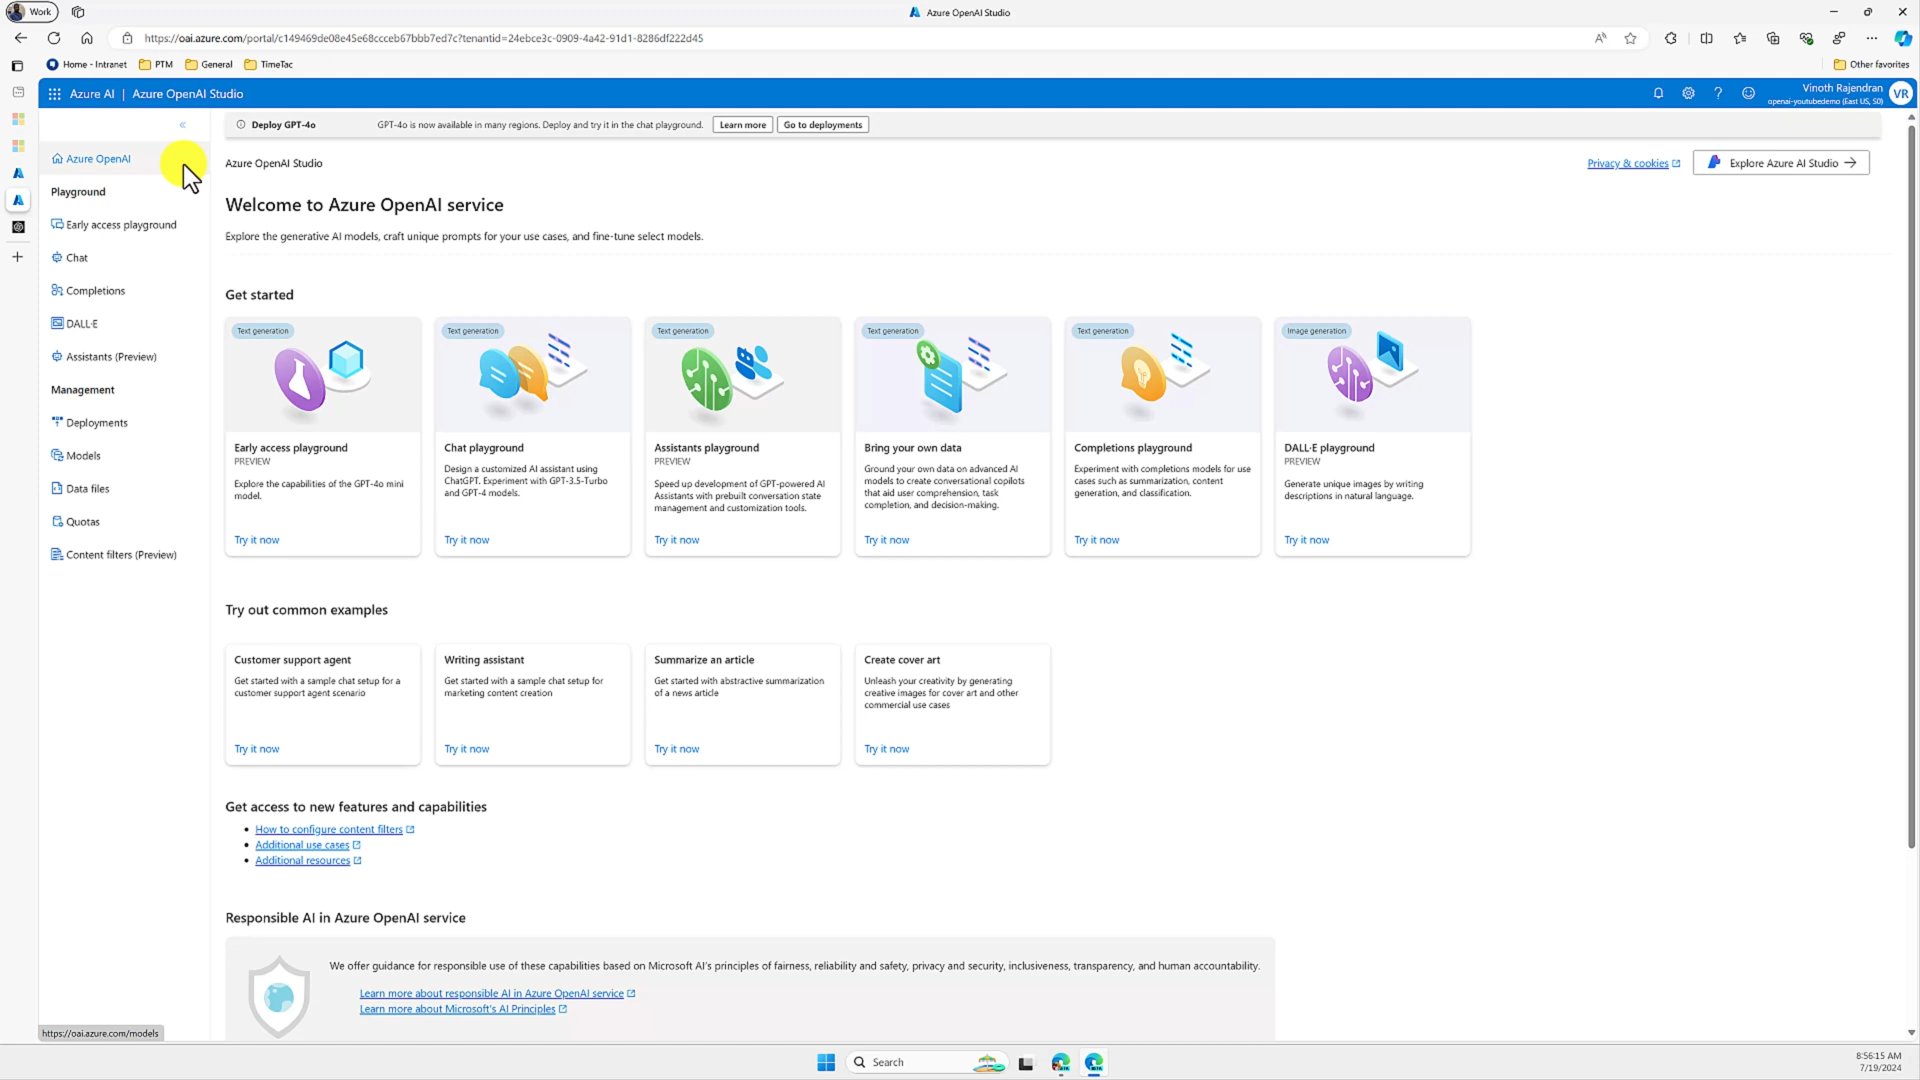 Work
Azure OpenAI Studio
https://oai.azure.com/portal/c149469de08e45e68ccceb67bbb7ed7c?tenantid=24ebce3c-0909-4a42-91d1-8286df222d45
Home - Intranet
PTM
General
TimeTac
Other favorites
Azure AI | Azure OpenAI Studio
Vinoth Rajendran
openai-youtubedemo (East US, S0)
VR
Deploy GPT-4o
GPT-4o is now available in many regions. Deploy and try it in the chat playground.
Learn more
Go to deployments
Azure OpenAI
Playground
Early access playground
Chat
Completions
DALL·E
Assistants (Preview)
Management
Deployments
Models
Data files
Quotas
Content filters (Preview)
Azure OpenAI Studio
Privacy & cookies
Explore Azure AI Studio
Welcome to Azure OpenAI service
Explore the generative AI models, craft unique prompts for your use cases, and fine-tune select models.
Get started
Text generation
Early access playground
PREVIEW
Explore the capabilities of the GPT-4o mini
model.
Try it now
Text generation
Chat playground
Design a customized AI assistant using
ChatGPT. Experiment with GPT-3.5-Turbo
and GPT-4 models.
Try it now
Text generation
Assistants playground
PREVIEW
Speed up development of GPT-powered AI
Assistants with prebuilt conversation state
management and customization tools.
Try it now
Text generation
Bring your own data
Ground your own data on advanced AI
models to create conversational copilots
that aid user comprehension, task
completion, and decision-making.
Try it now
Text generation
Completions playground
Experiment with completions models for use
cases such as summarization, content
generation, and classification.
Try it now
Image generation
DALL·E playground
PREVIEW
Generate unique images by writing
descriptions in natural language.
Try it now
Try out common examples
Customer support agent
Get started with a sample chat setup for a
customer support agent scenario
Try it now
Writing assistant
Get started with a sample chat setup for
marketing content creation
Try it now
Summarize an article
Get started with abstractive summarization
of a news article
Try it now
Create cover art
Unleash your creativity by generating
creative images for cover art and other
commercial use cases
Try it now
Get access to new features and capabilities
How to configure content filters
Additional use cases
Additional resources
Responsible AI in Azure OpenAI service
We offer guidance for responsible use of these capabilities based on Microsoft AI's principles of fairness, reliability and safety, privacy and security, inclusiveness, transparency, and human accountability.
Learn more about responsible AI in Azure OpenAI service
Learn more about Microsoft's AI Principles
https://oai.azure.com/models
Search
8:56:15 AM
7/19/2024